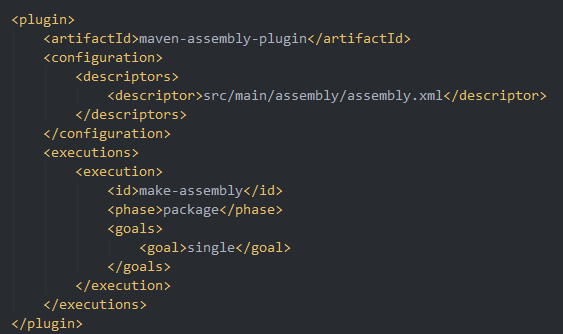 <plugin>
<artifactId>maven-assembly-plugin</artifactId>
<configuration>
<descriptors>
<descriptor>src/main/assembly/assembly.xml</descriptor>
</descriptors>
</configuration>
<executions>
<execution>
<id>make-assembly</id>
<phase>package</phase>
<goals>
<goal>single</goal>
</goals>
</execution>
</executions>
</plugin>